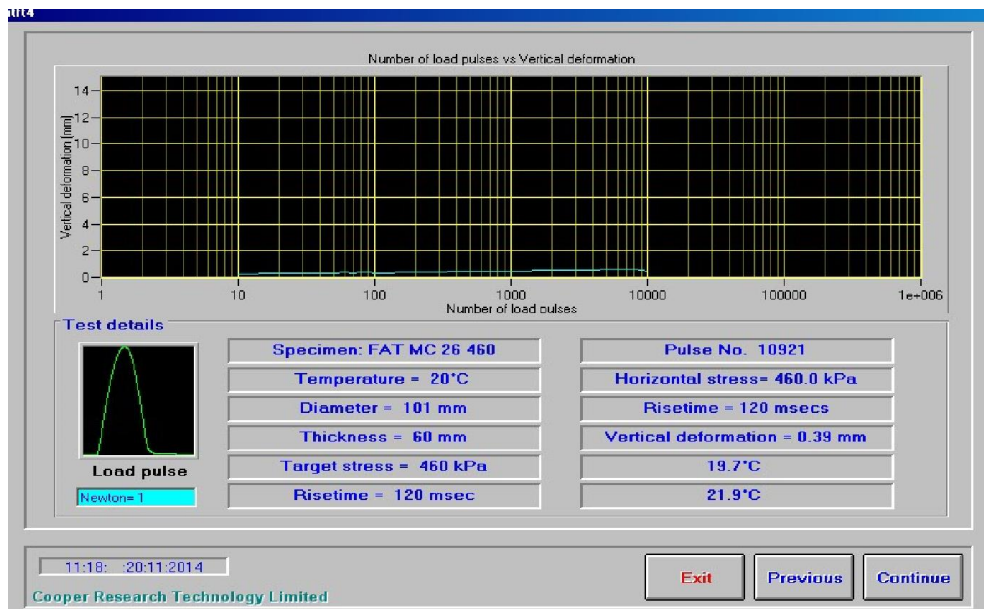 Number of load pulses vs Vertical deformation
Vertical deformation [mm]
14
12
10
8
6
4
2
0
1 10 100 1000 10000 100000 1e+006
Number of load pulses
Test details
Load pulse
Newton= 1
Specimen: FAT MC 26 460
Temperature = 20°C
Diameter = 101 mm
Thickness = 60 mm
Target stress = 460 kPa
Risetime = 120 msec
Pulse No. 10921
Horizontal stress= 460.0 kPa
Risetime = 120 msecs
Vertical deformation = 0.39 mm
19.7°C
21.9°C
11:18: :20:11:2014
Exit Previous Continue
Cooper Research Technology Limited